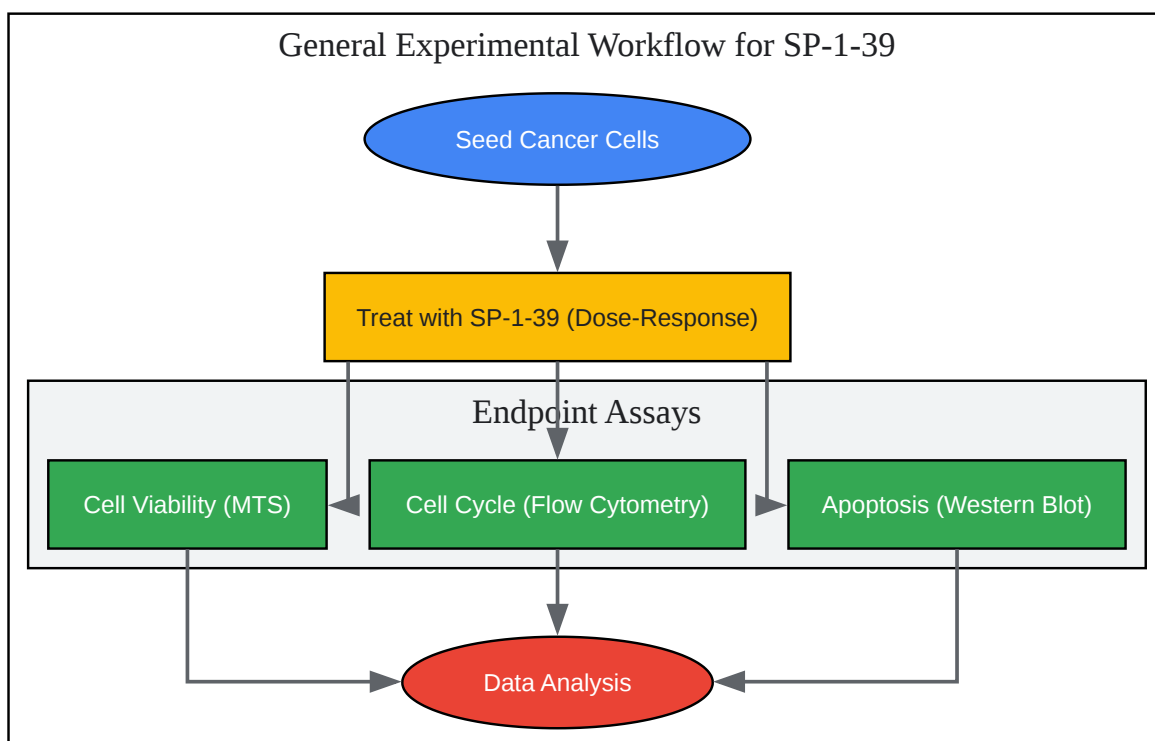 General Experimental Workflow for SP-1-39
Seed Cancer Cells
Treat with SP-1-39 (Dose-Response)
Endpoint Assays
Cell Viability (MTS)
Cell Cycle (Flow Cytometry)
Apoptosis (Western Blot)
Data Analysis